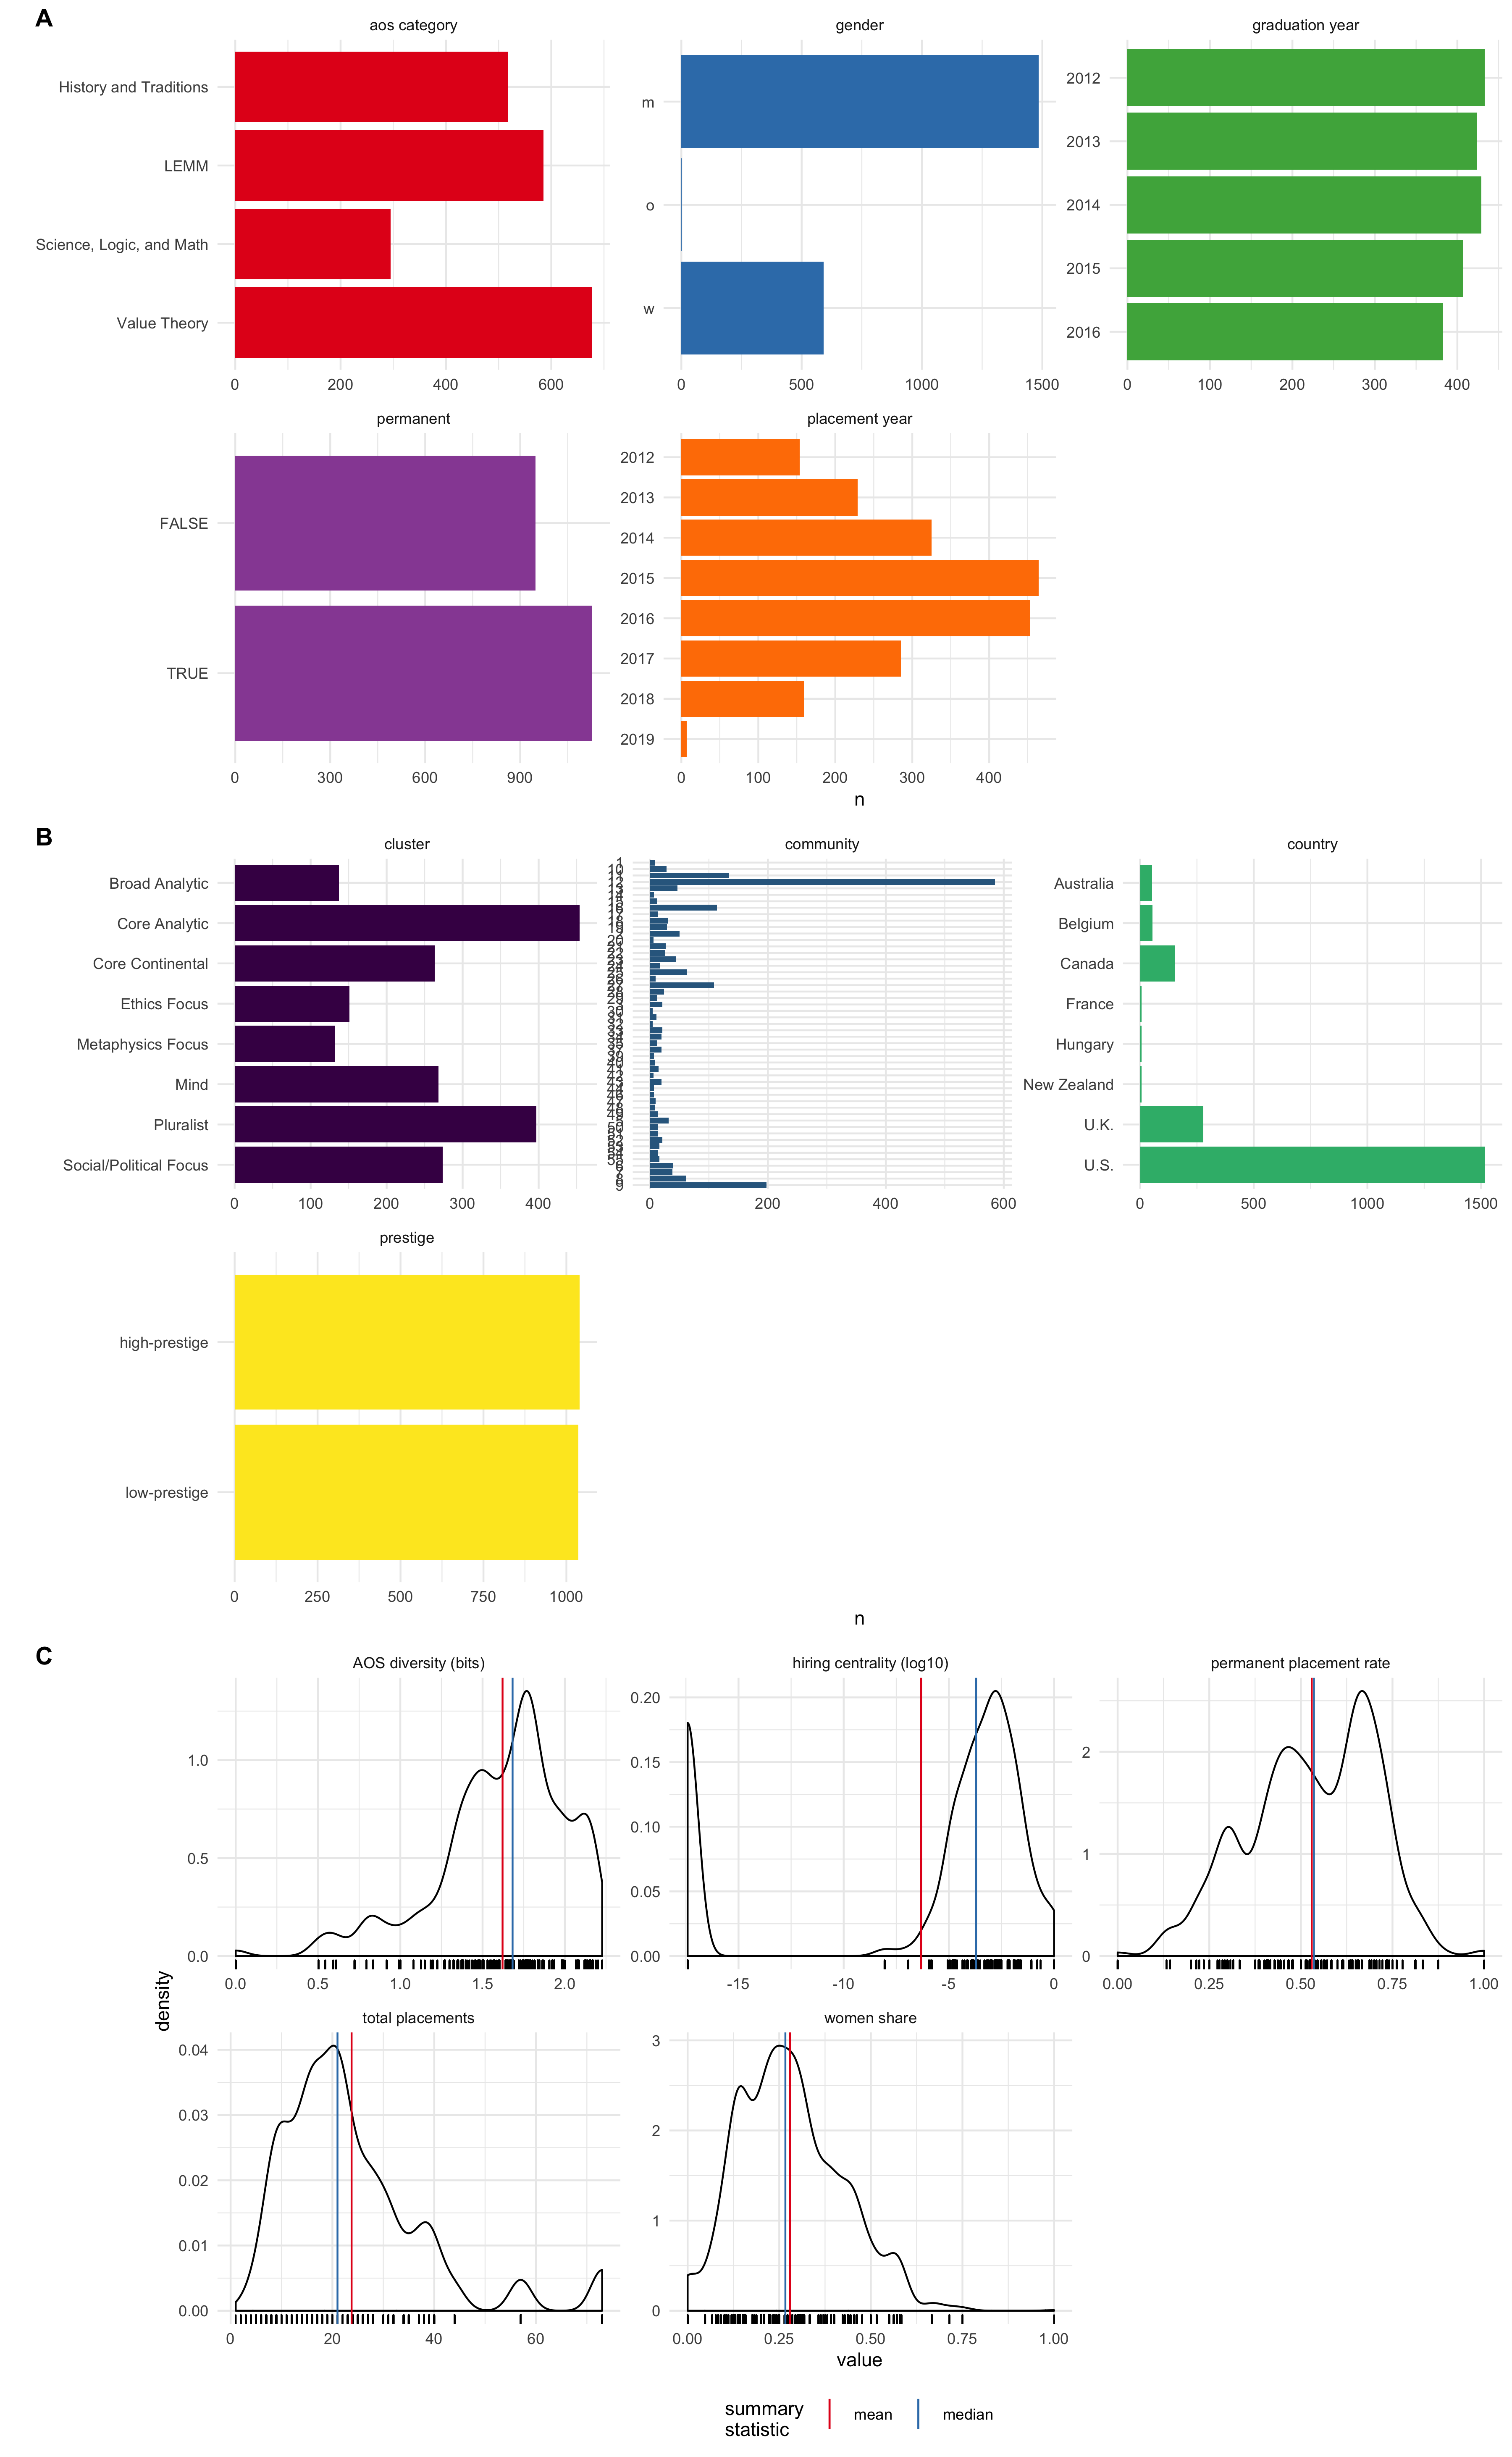 A
aos category
History and Traditions
LEMM
Science, Logic, and Math
Value Theory
0 200 400 600
gender
m
o
w
0 500 1000 1500
graduation year
2012
2013
2014
2015
2016
0 100 200 300 400
permanent
FALSE
TRUE
0 300 600 900
placement year
2012
2013
2014
2015
2016
2017
2018
2019
0 100 200 300 400
n
B
cluster
Broad Analytic
Core Analytic
Core Continental
Ethics Focus
Metaphysics Focus
Mind
Pluralist
Social/Political Focus
0 100 200 300 400
community
0 200 400 600
country
Australia
Belgium
Canada
France
Hungary
New Zealand
U.K.
U.S.
0 500 1000 1500
prestige
high-prestige
low-prestige
0 250 500 750 1000
n
C
density
AOS diversity (bits)
1.0
0.5
0.0
0.0 0.5 1.0 1.5 2.0
hiring centrality (log10)
0.20
0.15
0.10
0.05
0.00
-15 -10 -5 0
permanent placement rate
2
1
0
0.00 0.25 0.50 0.75 1.00
total placements
0.04
0.03
0.02
0.01
0.00
0 20 40 60
women share
3
2
1
0
0.00 0.25 0.50 0.75 1.00
value
summary
statistic
mean
median